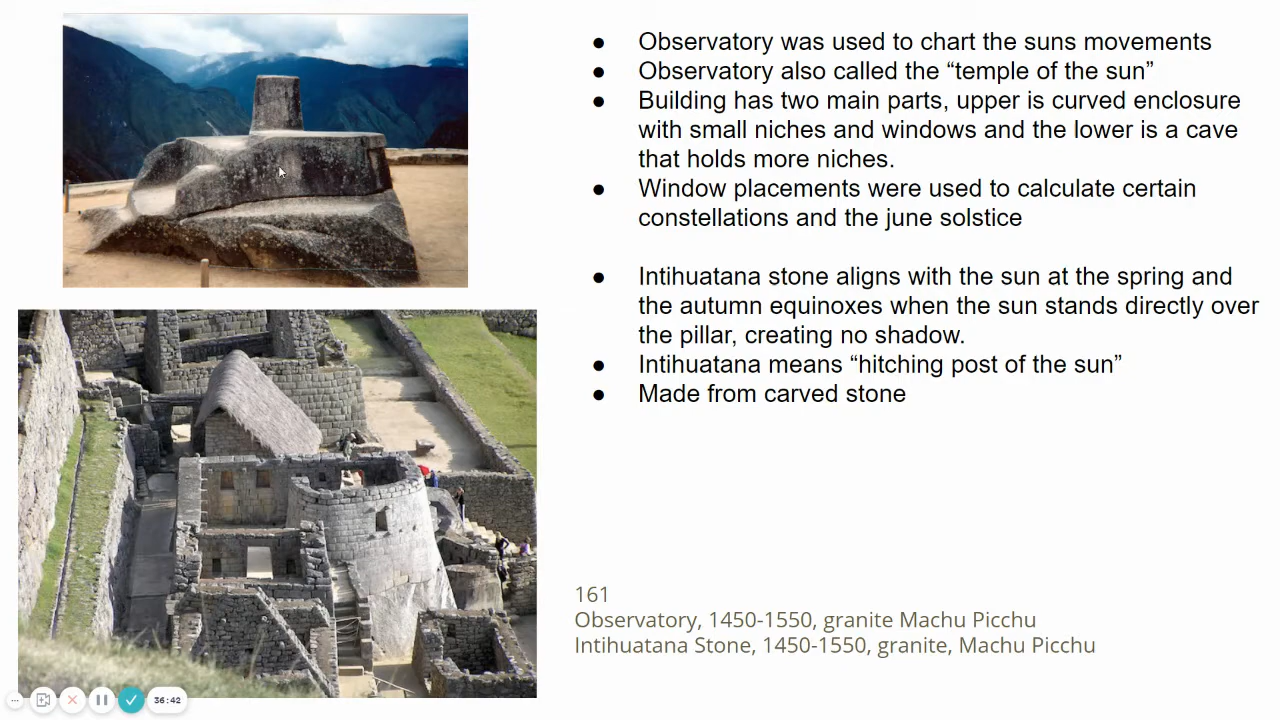 ● Observatory was used to chart the suns movements
● Observatory also called the “temple of the sun”
● Building has two main parts, upper is curved enclosure
with small niches and windows and the lower is a cave
that holds more niches.
● Window placements were used to calculate certain
constellations and the june solstice
● Intihuatana stone aligns with the sun at the spring and
the autumn equinoxes when the sun stands directly over
the pillar, creating no shadow.
● Intihuatana means “hitching post of the sun”
● Made from carved stone
161
Observatory, 1450-1550, granite Machu Picchu
Intihuatana Stone, 1450-1550, granite, Machu Picchu
36:42